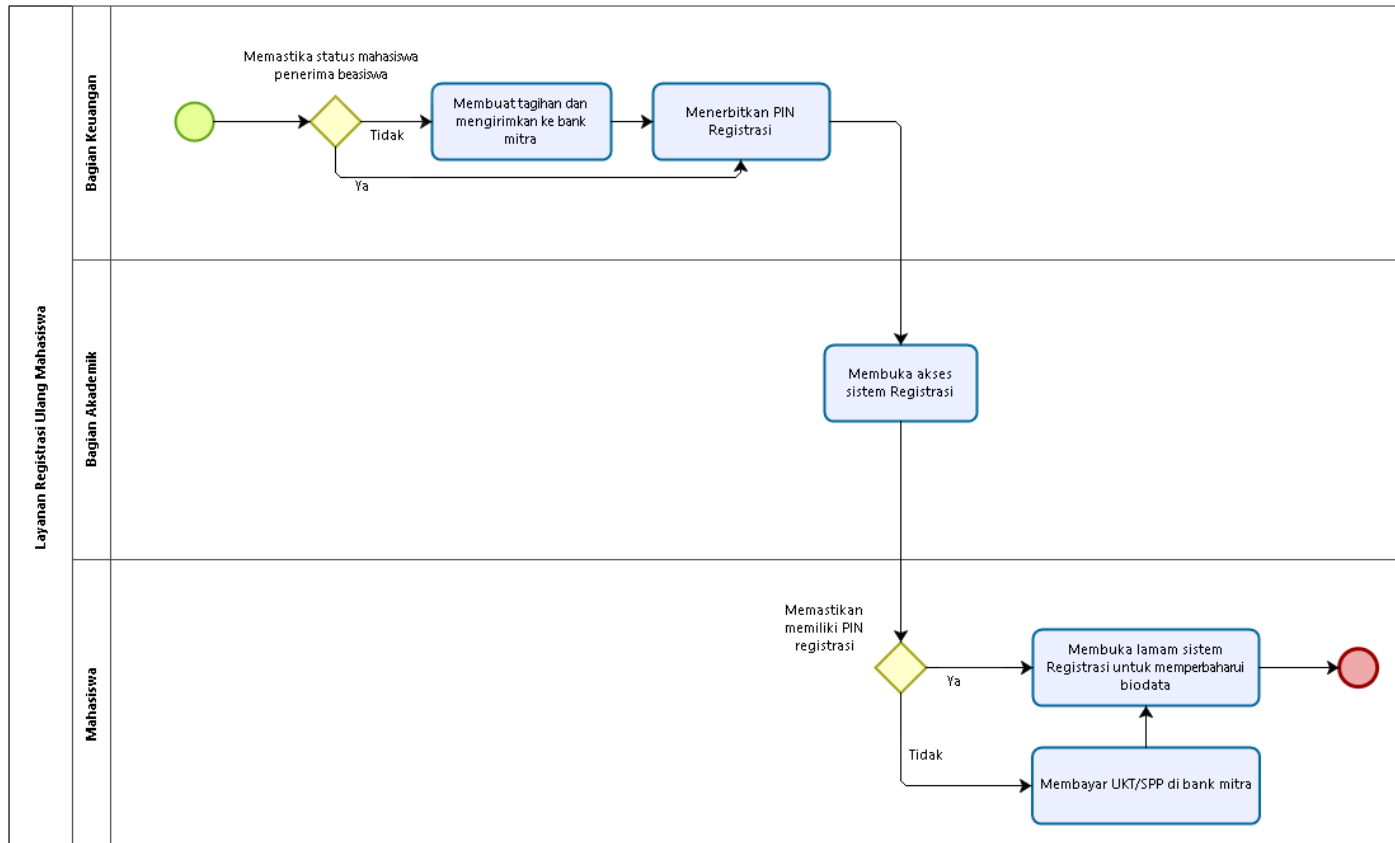 Layanan Registrasi Ulang Mahasiswa
Bagian Keuangan
Memastika status mahasiswa
penerima beasiswa
Tidak
Ya
Membuat tagihan dan
mengirimkan ke bank
mitra
Menerbitkan PIN
Registrasi
Bagian Akademik
Membuka akses
sistem Registrasi
Mahasiswa
Memastikan
memiliki PIN
registrasi
Ya
Tidak
Membuka lamam sistem
Registrasi untuk memperbaharui
biodata
Membayar UKT/SPP di bank mitra